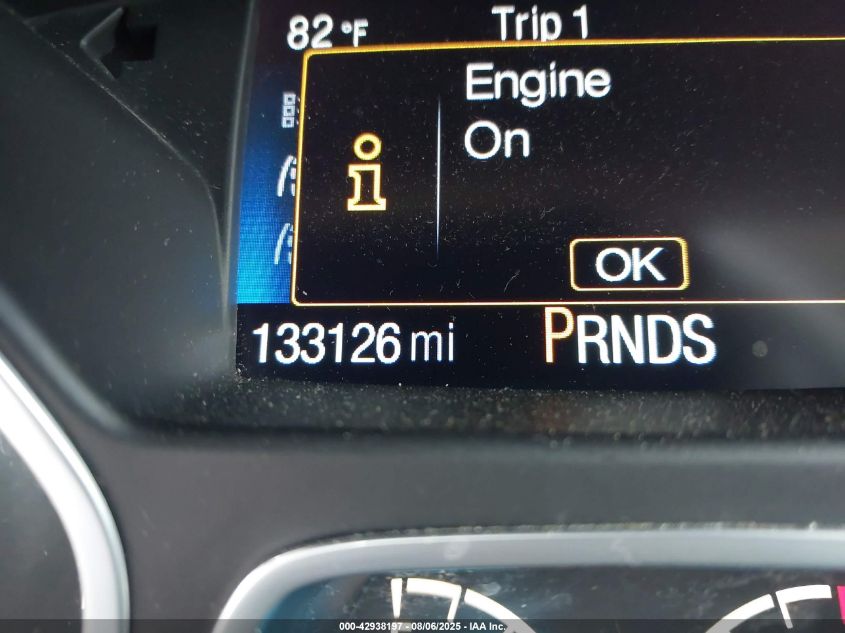 82 °F Trip 1
Engine
On
i
OK
133126 mi PRNDS
000-42938197 - 08/06/2025 - IAA Inc.